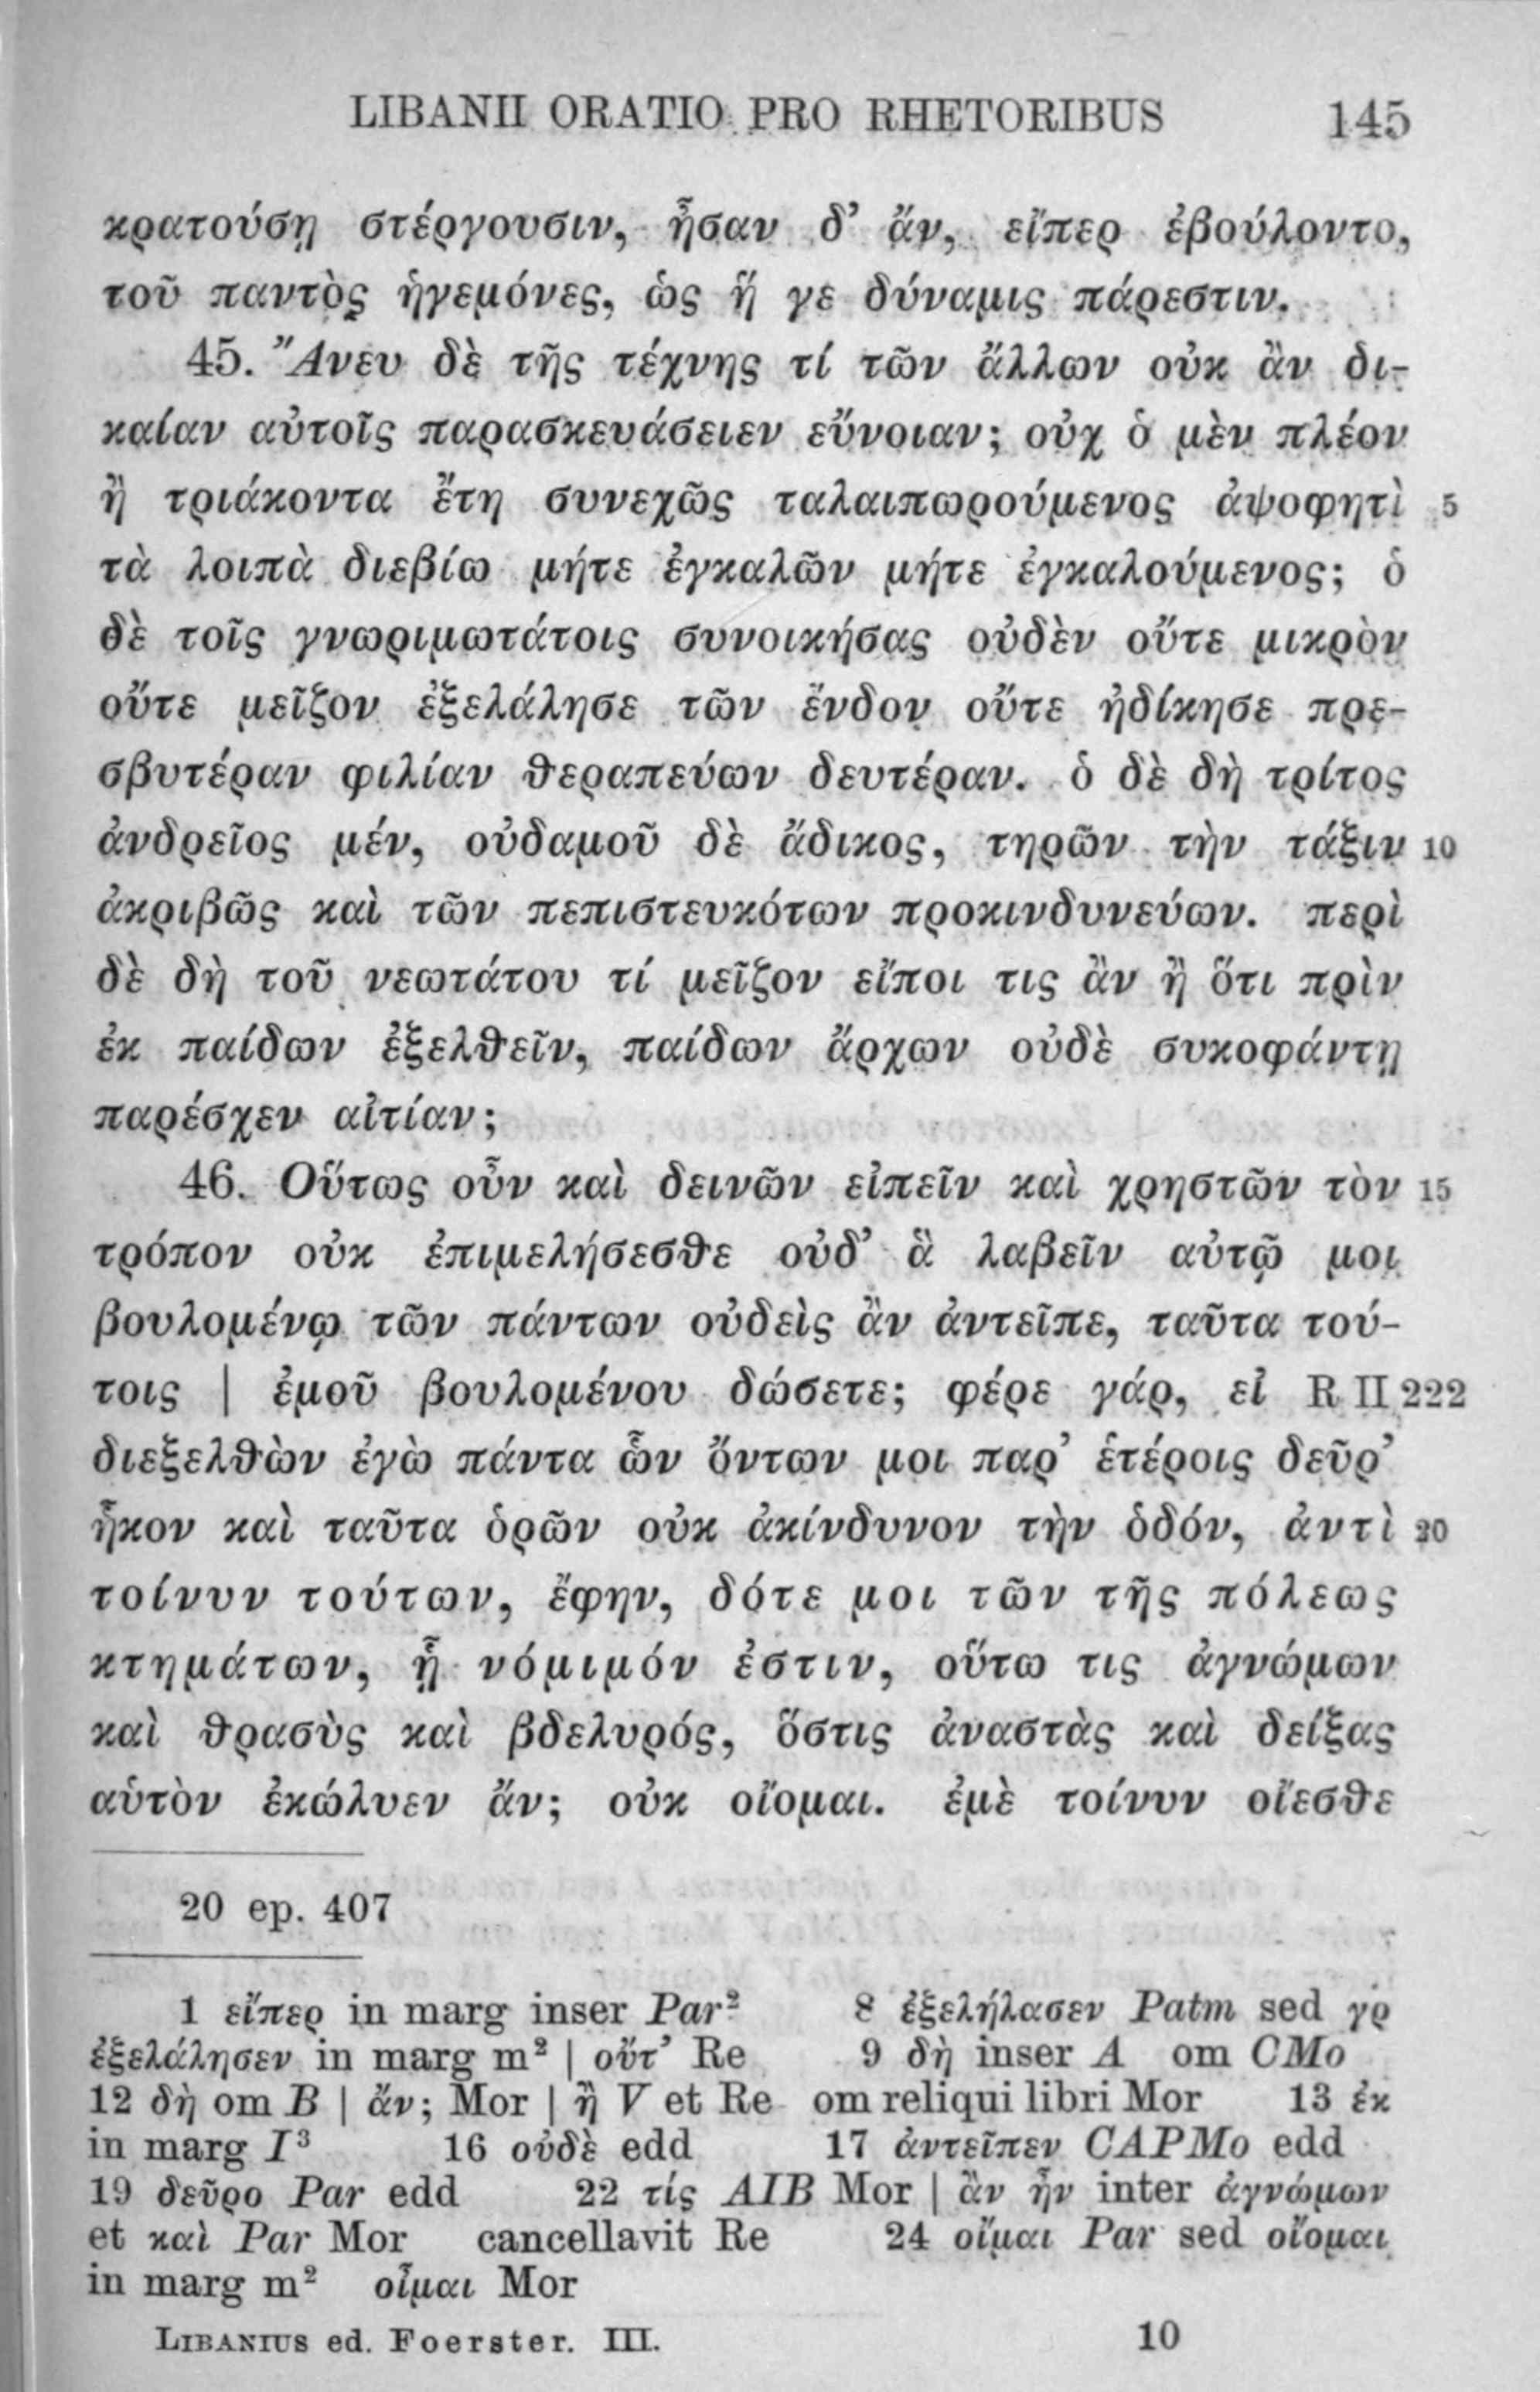 LIBANII ORATIO PRO RHETORIBUS 145
κρατούσῃ στέργουσιν, ἦσαν δ’ ἄν, εἴπερ ἐβούλοντο,
τοῦ παντὸς ἡγεμόνες, ὡς ἥ γε δύναμις πάρεστιν.
45. Ἄνευ δὲ τῆς τέχνης τί τῶν ἄλλων οὐκ ἂν δι-
καίαν αὐτοῖς παρασκευάσειεν εὔνοιαν; οὐχ ὁ μὲν πλέον
ἢ τριάκοντα ἔτη συνεχῶς ταλαιπωρούμενος ἀψοφητὶ 5
τὰ λοιπὰ διεβίω μήτε ἐγκαλῶν μήτε ἐγκαλούμενος; ὁ
δὲ τοῖς γνωριμωτάτοις συνοικήσας οὐδὲν οὔτε μικρὸν
οὔτε μεῖζον ἐξελάλησε τῶν ἔνδον οὔτε ἠδίκησε πρε-
σβυτέραν φιλίαν θεραπεύων δευτέραν. ὁ δὲ δὴ τρίτος
ἀνδρεῖος μέν, οὐδαμοῦ δὲ ἄδικος, τηρῶν τὴν τάξιν 10
ἀκριβῶς καὶ τῶν πεπιστευκότων προκινδυνεύων. περὶ
δὲ δὴ τοῦ νεωτάτου τί μεῖζον εἴποι τις ἂν ἢ ὅτι πρὶν
ἐκ παίδων ἐξελθεῖν, παίδων ἄρχων οὐδὲ συκοφάντῃ
παρέσχεν αἰτίαν;
46. Οὕτως οὖν καὶ δεινῶν εἰπεῖν καὶ χρηστῶν τὸν 15
τρόπον οὐκ ἐπιμελήσεσθε οὐδ’ ἃ λαβεῖν αὐτῷ μοι
βουλομένῳ τῶν πάντων οὐδεὶς ἂν ἀντεῖπε, ταῦτα τού-
τοις | ἐμοῦ βουλομένου δώσετε; φέρε γάρ, εἰ R II 222
διεξελθὼν ἐγὼ πάντα ὧν ὄντων μοι παρ’ ἑτέροις δεῦρ’
ἧκον καὶ ταῦτα ὁρῶν οὐκ ἀκίνδυνον τὴν ὁδόν, ἀντὶ 20
τοίνυν τούτων, ἔφην, δότε μοι τῶν τῆς πόλεως
κτημάτων, ᾗ νόμιμόν ἐστιν, οὕτω τις ἀγνώμων
καὶ θρασὺς καὶ βδελυρός, ὅστις ἀναστὰς καὶ δείξας
αὑτὸν ἐκώλυεν ἄν; οὐκ οἴομαι. ἐμὲ τοίνυν οἴεσθε
20 ep. 407
1 εἴπερ in marg inser Par² 8 ἐξελήλασεν Patm sed γρ
ἐξελάλησεν in marg m² | οὔτ’ Re 9 δὴ inser A om CMo
12 δὴ om B | ἄν; Mor | ἢ V et Re om reliqui libri Mor 13 ἐκ
in marg I³ 16 οὐδὲ edd 17 ἀντεῖπεν CAPMo edd
19 δεῦρο Par edd 22 τίς AIB Mor | ἂν ἦν inter ἀγνώμων
et καὶ Par Mor cancellavit Re 24 οἴμαι Par sed οἴομαι
in marg m² οἶμαι Mor
LIBANIUS ed. Foerster. III. 10